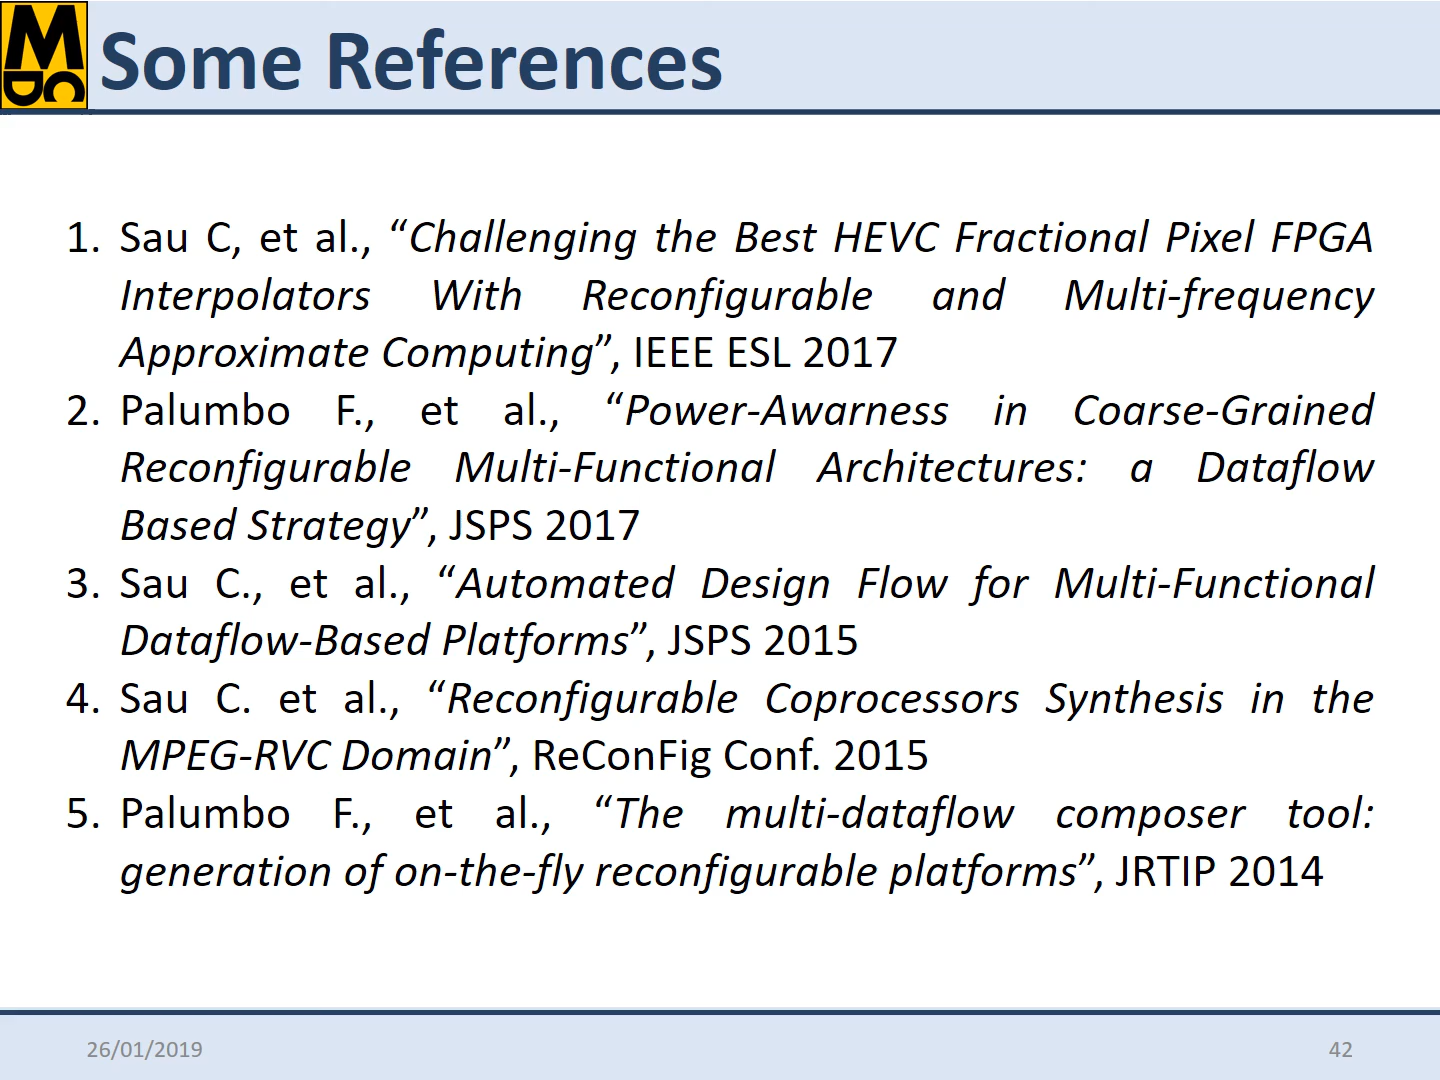 MDC
Some References
1. Sau C, et al., “Challenging the Best HEVC Fractional Pixel FPGA
Interpolators With Reconfigurable and Multi-frequency
Approximate Computing”, IEEE ESL 2017
2. Palumbo F., et al., “Power-Awarness in Coarse-Grained
Reconfigurable Multi-Functional Architectures: a Dataflow
Based Strategy”, JSPS 2017
3. Sau C., et al., “Automated Design Flow for Multi-Functional
Dataflow-Based Platforms”, JSPS 2015
4. Sau C. et al., “Reconfigurable Coprocessors Synthesis in the
MPEG-RVC Domain”, ReConFig Conf. 2015
5. Palumbo F., et al., “The multi-dataflow composer tool:
generation of on-the-fly reconfigurable platforms”, JRTIP 2014
26/01/2019
42